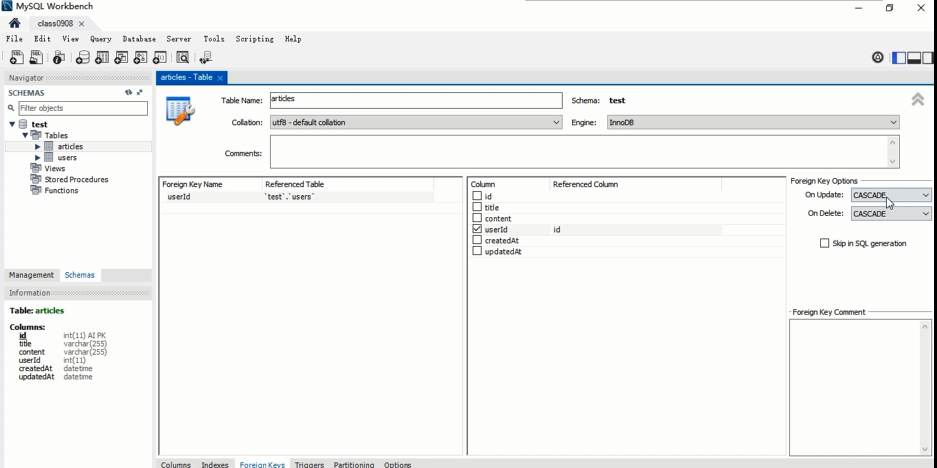 MySQL Workbench
class0908
File Edit View Query Database Server Tools Scripting Help
Navigator
SCHEMAS
Filter objects
test
Tables
articles
users
Views
Stored Procedures
Functions
Management Schemas
Information
Table: articles
Columns:
id int(11) AI PK
title varchar(255)
content varchar(255)
userId int(11)
createdAt datetime
updatedAt datetime
articles - Table
Table Name: articles Schema: test
Collation: utf8 - default collation Engine: InnoDB
Comments:
Foreign Key Name Referenced Table
userId `test`.`users`
Column Referenced Column
id
title
content
userId id
createdAt
updatedAt
Foreign Key Options
On Update: CASCADE
On Delete: CASCADE
Skip in SQL generation
Foreign Key Comment
Columns Indexes Foreign Keys Triggers Partitioning Options